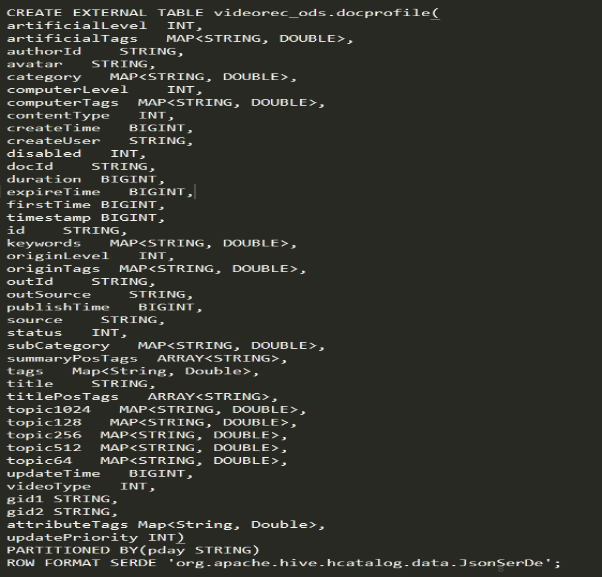 CREATE EXTERNAL TABLE videorec_ods.docprofile(
artificialLevel   INT,
artificialTags   MAP<STRING, DOUBLE>,
authorId    STRING,
avatar   STRING,
category   MAP<STRING, DOUBLE>,
computerLevel    INT,
computerTags  MAP<STRING, DOUBLE>,
contentType   INT,
createTime   BIGINT,
createUser   STRING,
disabled   INT,
docId    STRING,
duration  BIGINT,
expireTime   BIGINT,
firstTime BIGINT,
timestamp BIGINT,
id    STRING,
keywords   MAP<STRING, DOUBLE>,
originLevel   INT,
originTags  MAP<STRING, DOUBLE>,
outId    STRING,
outSource    STRING,
publishTime   BIGINT,
source    STRING,
status   INT,
subCategory   MAP<STRING, DOUBLE>,
summaryPosTags  ARRAY<STRING>,
tags   Map<String, Double>,
title    STRING,
titlePosTags   ARRAY<STRING>,
topic1024   MAP<STRING, DOUBLE>,
topic128   MAP<STRING, DOUBLE>,
topic256  MAP<STRING, DOUBLE>,
topic512  MAP<STRING, DOUBLE>,
topic64   MAP<STRING, DOUBLE>,
updateTime   BIGINT,
videoType   INT,
gid1 STRING,
gid2 STRING,
attributeTags Map<String, Double>,
updatePriority INT)
PARTITIONED BY(pday STRING)
ROW FORMAT SERDE 'org.apache.hive.hcatalog.data.JsonSerDe';